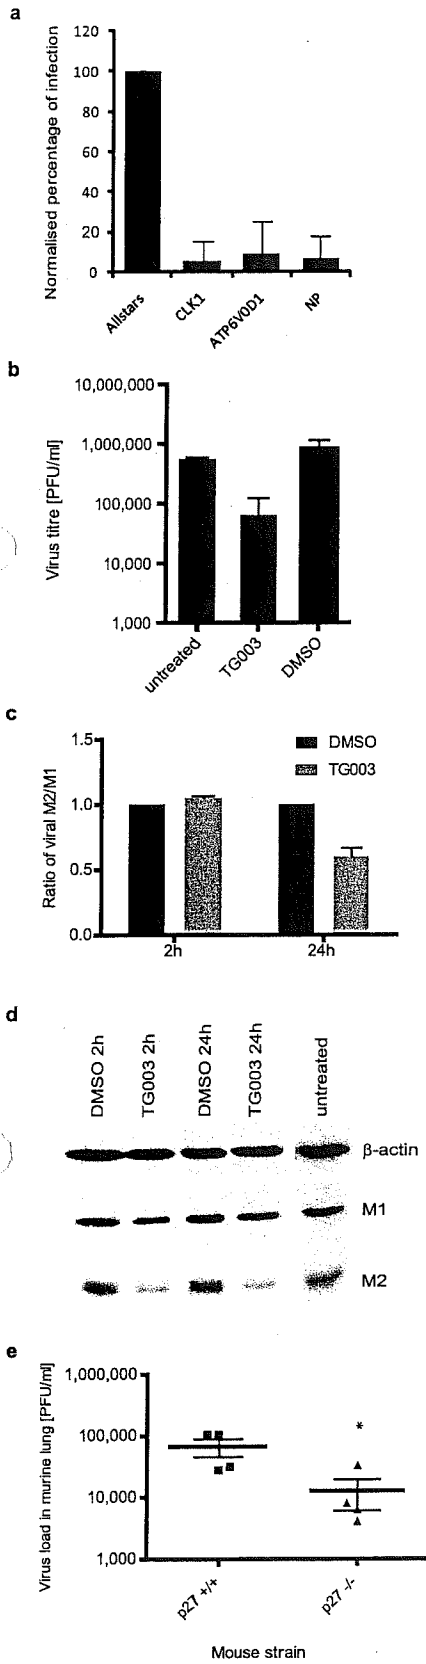 a
Normalised percentage of infection
120
100
80
60
40
20
0
Allstars
CLK1
ATP6V0D1
NP
b
Virus titre [PFU/ml]
10,000,000
1,000,000
100,000
10,000
1,000
untreated
TG003
DMSO
c
Ratio of viral M2/M1
1.5
1.0
0.5
0.0
DMSO
TG003
2h
24h
d
DMSO 2h
TG003 2h
DMSO 24h
TG003 24h
untreated
β-actin
M1
M2
e
Virus load in murine lung [PFU/ml]
1,000,000
100,000
10,000
1,000
*
p27 +/+
p27 -/-
Mouse strain